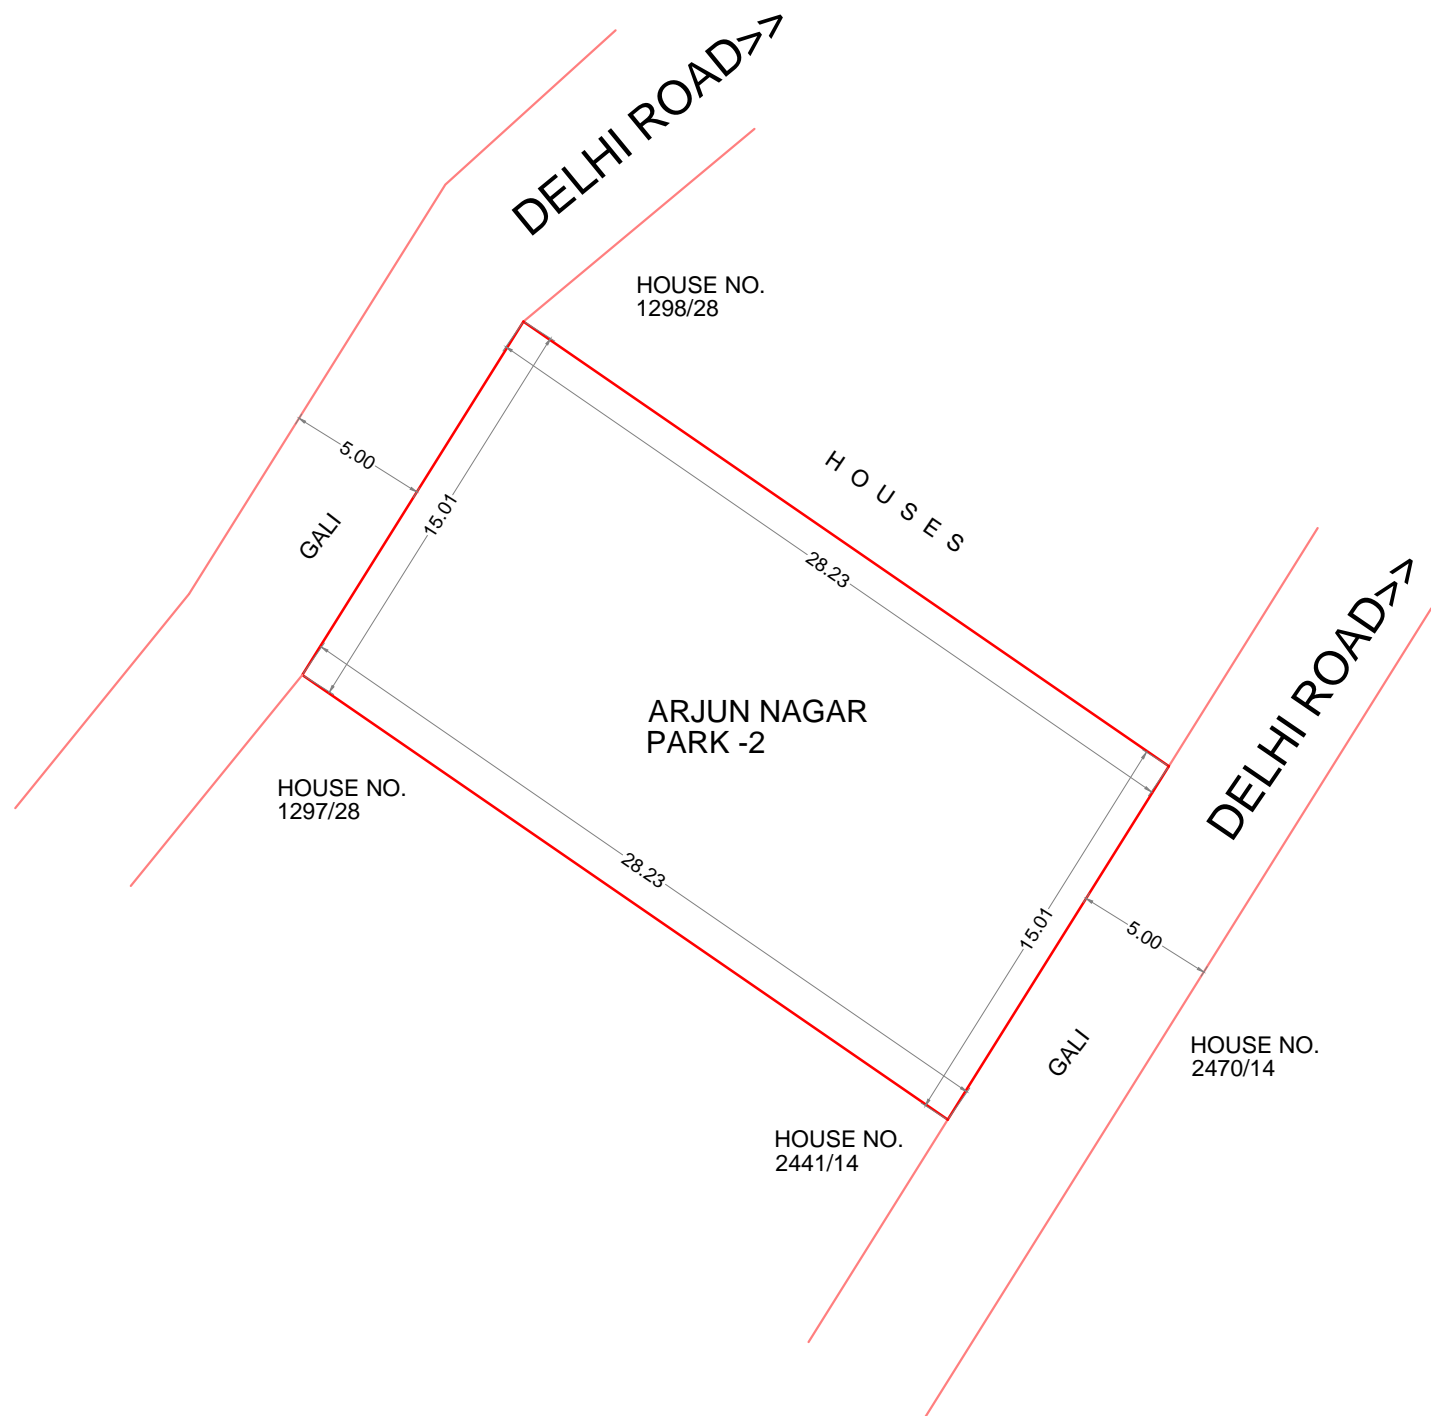 DELHI ROAD>>
HOUSE NO.
1298/28
5.00
GALI
15.01
H O U S E S
28.23
DELHI ROAD>>
ARJUN NAGAR
PARK -2
HOUSE NO.
1297/28
28.23
15.01
5.00
GALI
HOUSE NO.
2470/14
HOUSE NO.
2441/14